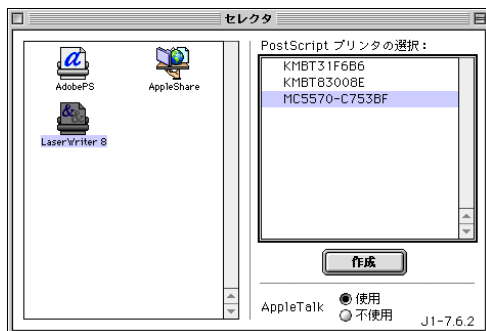 セレクタ
AdobePS
AppleShare
LaserWriter 8
PostScript プリンタの選択：
KMBT31F6B6
KMBT83008E
MC5570-C753BF
作成
AppleTalk
使用
不使用
J1-7.6.2